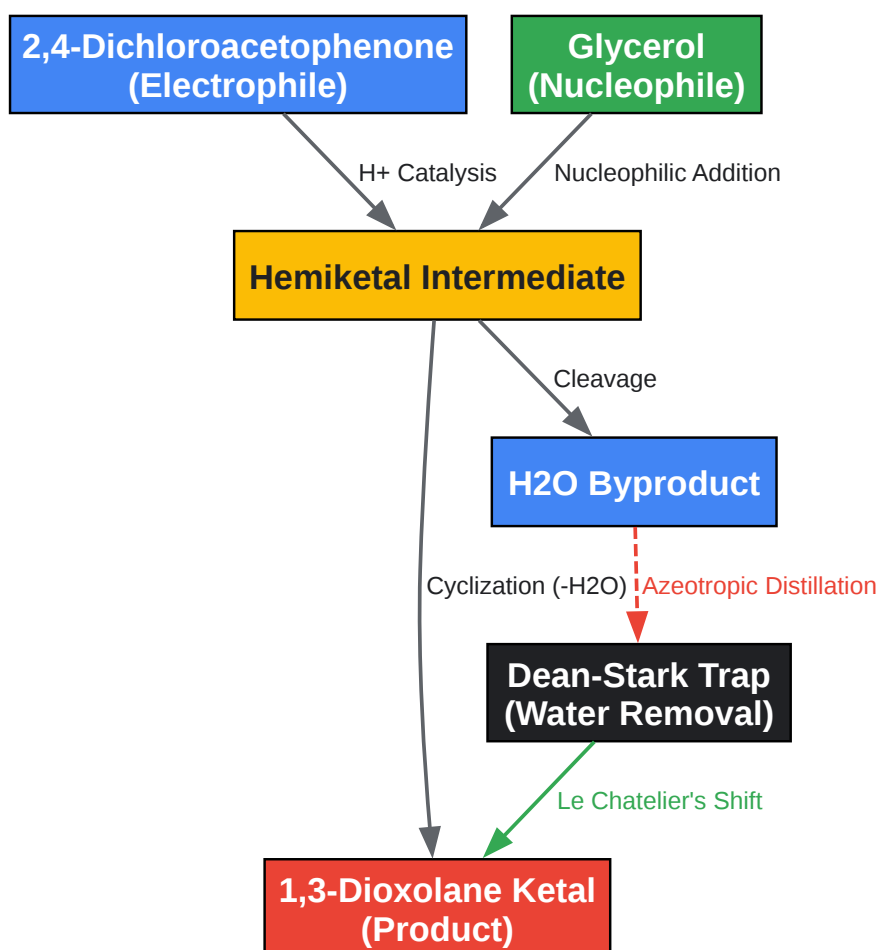 2,4-Dichloroacetophenone
(Electrophile)
Glycerol
(Nucleophile)
H+ Catalysis
Nucleophilic Addition
Hemiketal Intermediate
Cleavage
H2O Byproduct
Cyclization (-H2O)
Azeotropic Distillation
Dean-Stark Trap
(Water Removal)
Le Chatelier's Shift
1,3-Dioxolane Ketal
(Product)